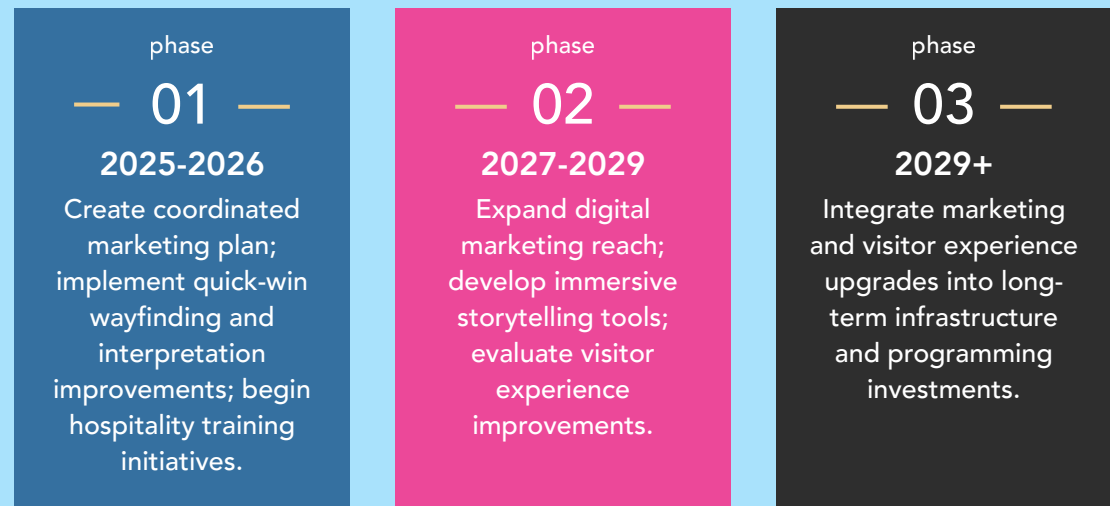 phase
01
2025-2026
Create coordinated
marketing plan;
implement quick-win
wayfinding and
interpretation
improvements; begin
hospitality training
initiatives.
phase
02
2027-2029
Expand digital
marketing reach;
develop immersive
storytelling tools;
evaluate visitor
experience
improvements.
phase
03
2029+
Integrate marketing
and visitor experience
upgrades into long-
term infrastructure
and programming
investments.